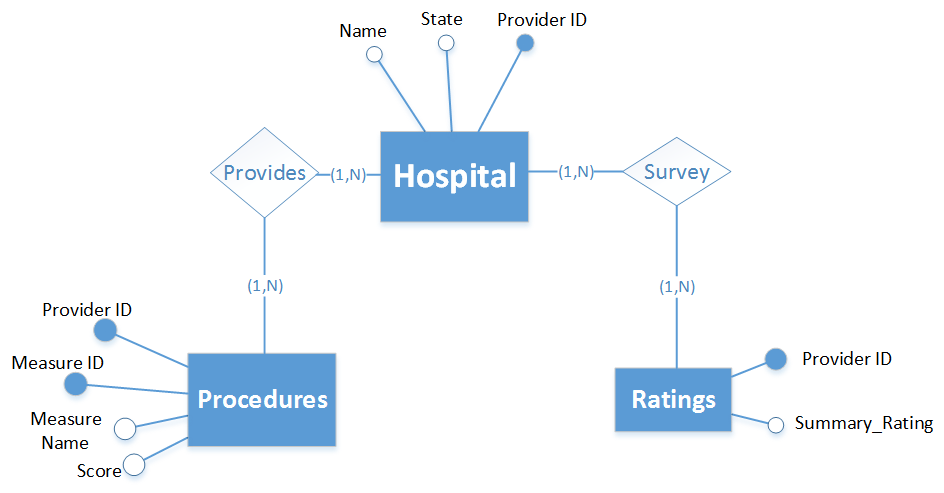 Name
State
Provider ID
Provides
(1,N)
Hospital
(1,N)
Survey
(1,N)
(1,N)
Provider ID
Measure ID
Measure
Name
Score
Procedures
Ratings
Provider ID
Summary_Rating